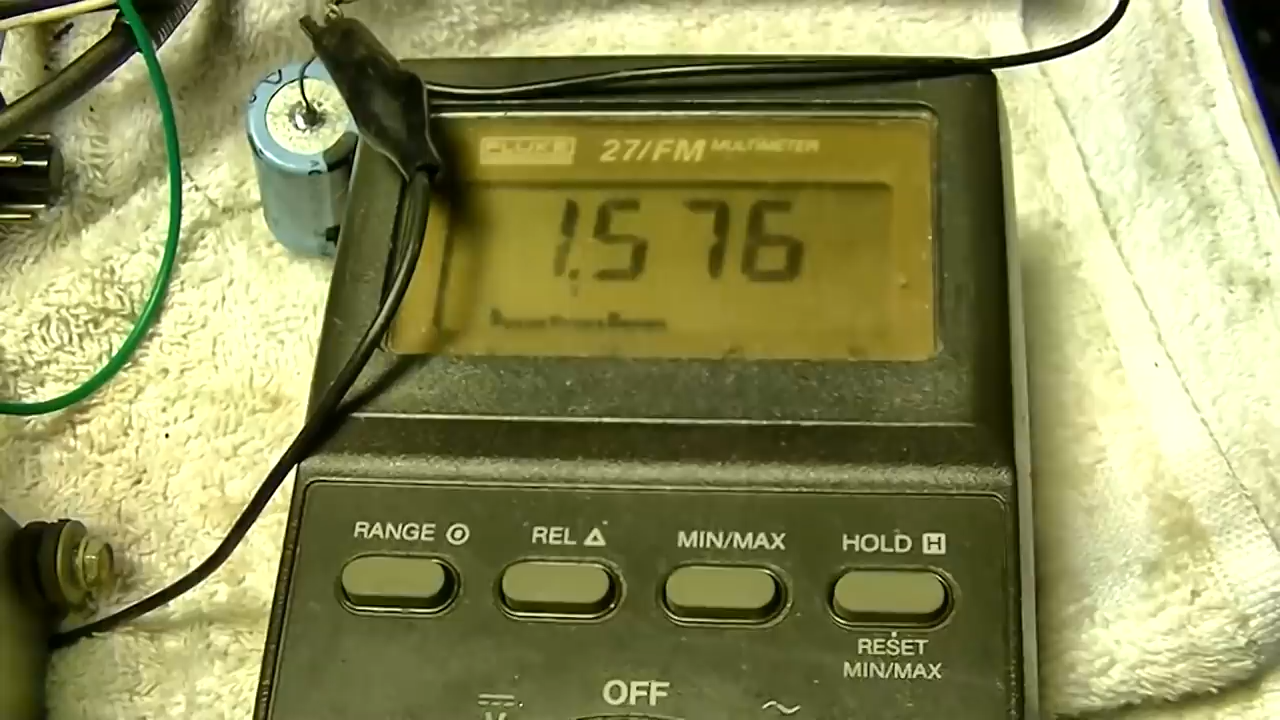 FLUKE 27/FM MULTIMETER
1.576
RANGE
REL Δ
MIN/MAX
HOLD H
RESET
MIN/MAX
OFF
V